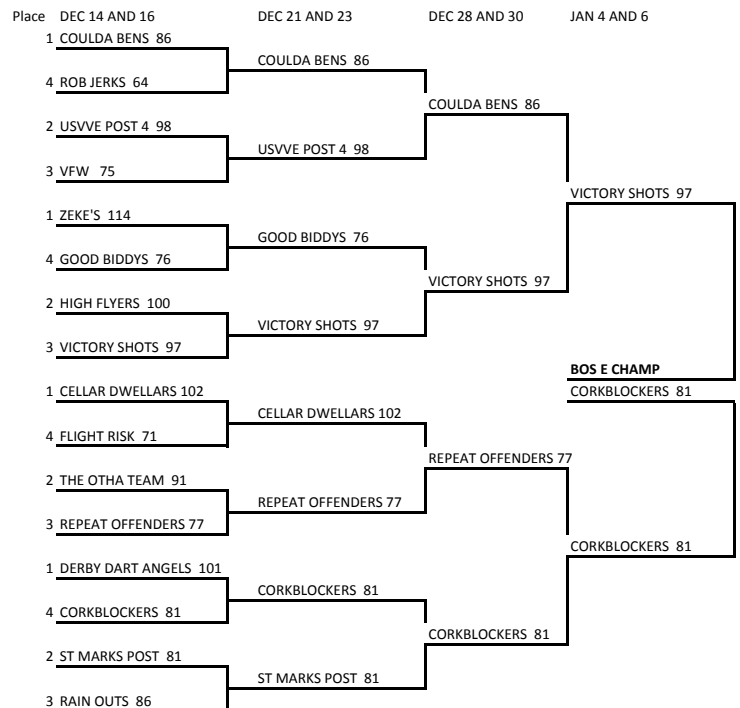 Place DEC 14 AND 16 DEC 21 AND 23 DEC 28 AND 30 JAN 4 AND 6
1 COULDA BENS 86
COULDA BENS 86
4 ROB JERKS 64
COULDA BENS 86
2 USVVE POST 4 98
USVVE POST 4 98
3 VFW 75
VICTORY SHOTS 97
1 ZEKE'S 114
GOOD BIDDYS 76
4 GOOD BIDDYS 76
VICTORY SHOTS 97
2 HIGH FLYERS 100
VICTORY SHOTS 97
3 VICTORY SHOTS 97
BOS E CHAMP
1 CELLAR DWELLARS 102 CORKBLOCKERS 81
CELLAR DWELLARS 102
4 FLIGHT RISK 71
REPEAT OFFENDERS 77
2 THE OTHA TEAM 91
REPEAT OFFENDERS 77
3 REPEAT OFFENDERS 77
CORKBLOCKERS 81
1 DERBY DART ANGELS 101
CORKBLOCKERS 81
4 CORKBLOCKERS 81
CORKBLOCKERS 81
2 ST MARKS POST 81
ST MARKS POST 81
3 RAIN OUTS 86